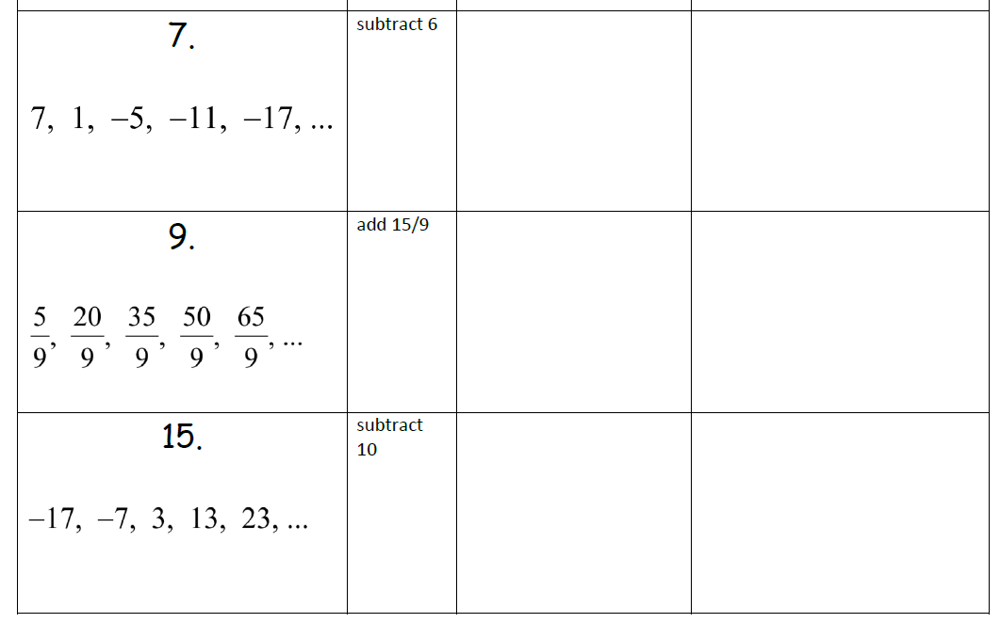 7.
subtract 6
7, 1, –5, –11, –17, ...
9.
add 15/9
5/9, 20/9, 35/9, 50/9, 65/9, ...
15.
subtract
10
–17, –7, 3, 13, 23, ...